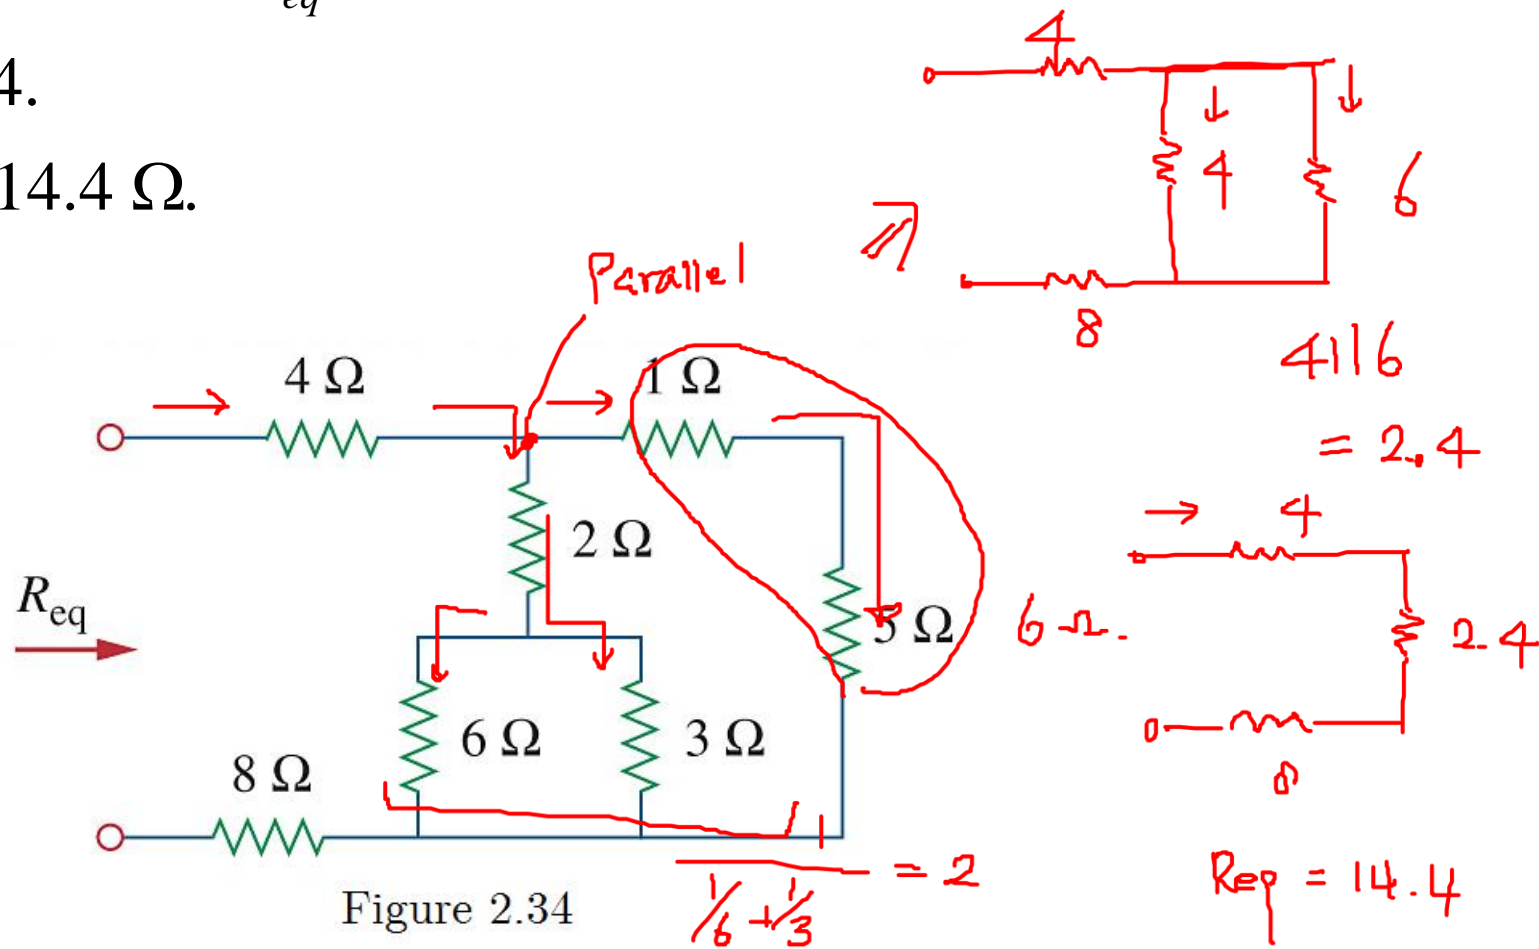 eq
4.
14.4 Ω.
4
4
6
8
Parallel
4||6
= 2.4
4 Ω
1 Ω
2 Ω
5 Ω
6 Ω.
R_eq
6 Ω
3 Ω
8 Ω
4
2.4
8
1/(1/6 + 1/3) = 2
Req = 14.4
Figure 2.34